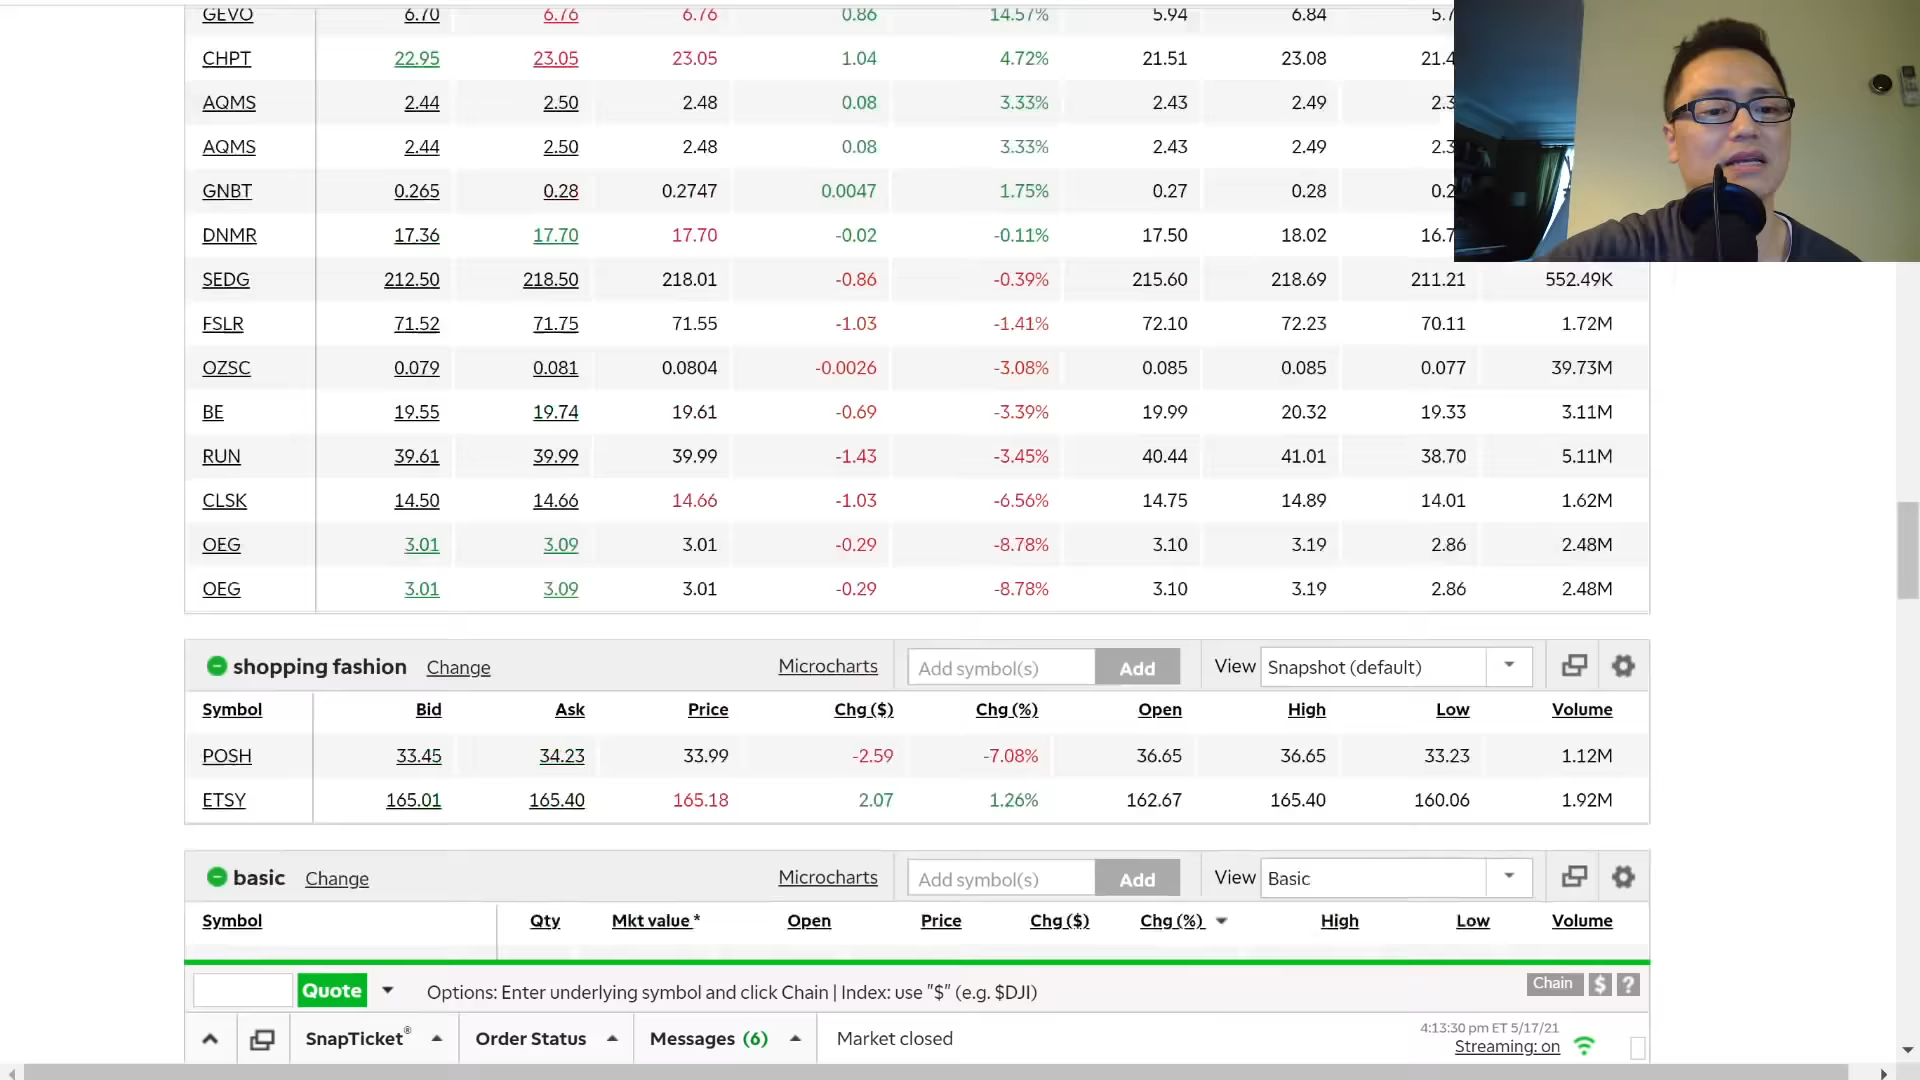 GEVO 6.70 6.76 6.76 0.86 14.57% 5.94 6.84 5.7
CHPT 22.95 23.05 23.05 1.04 4.72% 21.51 23.08 21.4
AQMS 2.44 2.50 2.48 0.08 3.33% 2.43 2.49 2.3
AQMS 2.44 2.50 2.48 0.08 3.33% 2.43 2.49 2.3
GNBT 0.265 0.28 0.2747 0.0047 1.75% 0.27 0.28 0.2
DNMR 17.36 17.70 17.70 -0.02 -0.11% 17.50 18.02 16.7
SEDG 212.50 218.50 218.01 -0.86 -0.39% 215.60 218.69 211.21 552.49K
FSLR 71.52 71.75 71.55 -1.03 -1.41% 72.10 72.23 70.11 1.72M
OZSC 0.079 0.081 0.0804 -0.0026 -3.08% 0.085 0.085 0.077 39.73M
BE 19.55 19.74 19.61 -0.69 -3.39% 19.99 20.32 19.33 3.11M
RUN 39.61 39.99 39.99 -1.43 -3.45% 40.44 41.01 38.70 5.11M
CLSK 14.50 14.66 14.66 -1.03 -6.56% 14.75 14.89 14.01 1.62M
OEG 3.01 3.09 3.01 -0.29 -8.78% 3.10 3.19 2.86 2.48M
OEG 3.01 3.09 3.01 -0.29 -8.78% 3.10 3.19 2.86 2.48M
shopping fashion Change Microcharts Add symbol(s) Add View Snapshot (default)
Symbol Bid Ask Price Chg ($) Chg (%) Open High Low Volume
POSH 33.45 34.23 33.99 -2.59 -7.08% 36.65 36.65 33.23 1.12M
ETSY 165.01 165.40 165.18 2.07 1.26% 162.67 165.40 160.06 1.92M
basic Change Microcharts Add symbol(s) Add View Basic
Symbol Qty Mkt value * Open Price Chg ($) Chg (%) High Low Volume
Quote Options: Enter underlying symbol and click Chain | Index: use "$" (e.g. $DJI) Chain $ ?
SnapTicket® Order Status Messages (6) Market closed 4:13:30 pm ET 5/17/21
Streaming: on